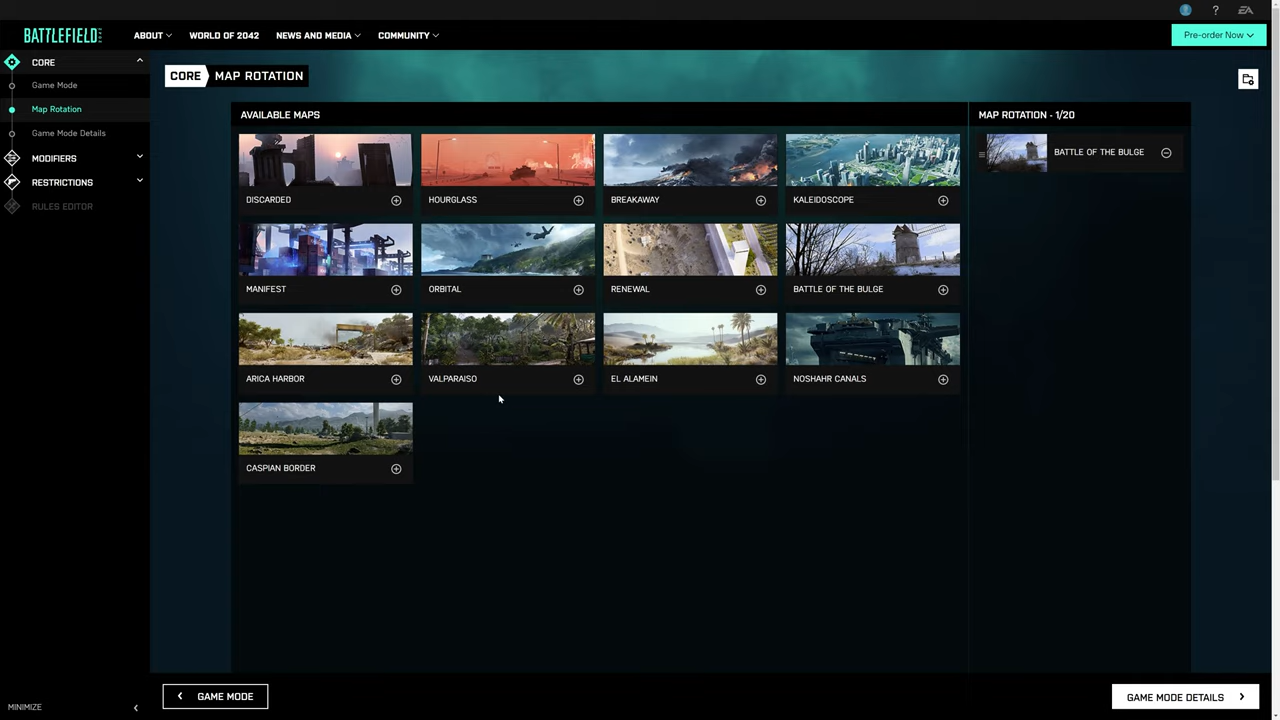 BATTLEFIELD
ABOUT
WORLD OF 2042
NEWS AND MEDIA
COMMUNITY
?
EA
Pre-order Now
CORE
Game Mode
Map Rotation
Game Mode Details
MODIFIERS
RESTRICTIONS
RULES EDITOR
CORE MAP ROTATION
AVAILABLE MAPS
DISCARDED
HOURGLASS
BREAKAWAY
KALEIDOSCOPE
MANIFEST
ORBITAL
RENEWAL
BATTLE OF THE BULGE
ARICA HARBOR
VALPARAISO
EL ALAMEIN
NOSHAHR CANALS
CASPIAN BORDER
MAP ROTATION - 1/20
BATTLE OF THE BULGE
MINIMIZE
GAME MODE
GAME MODE DETAILS